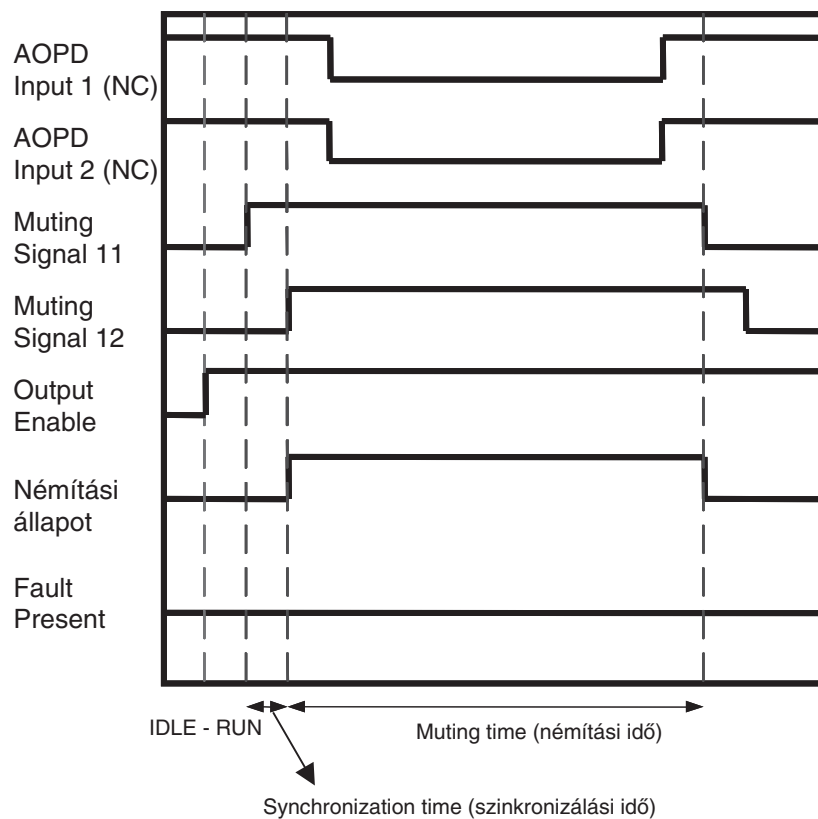 AOPD
Input 1 (NC)
AOPD
Input 2 (NC)
Muting
Signal 11
Muting
Signal 12
Output
Enable
Némítási
állapot
Fault
Present
IDLE - RUN
Muting time (némítási idő)
Synchronization time (szinkronizálási idő)